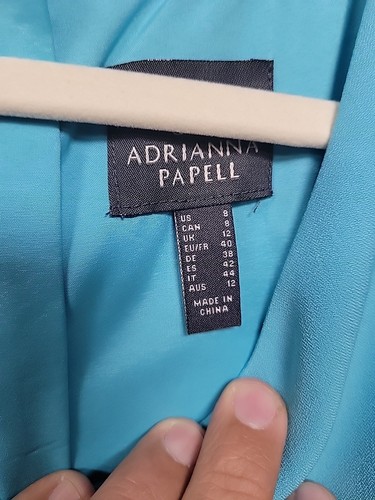 ADRIANNA
PAPELL
US 8
CAN 8
UK 12
EU/FR 40
DE 38
ES 42
IT 44
AUS 12
MADE IN
CHINA